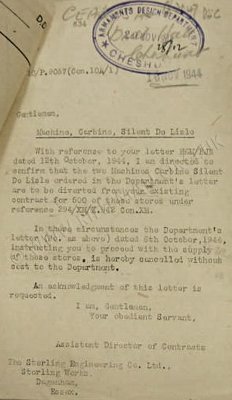 ARMAMENTS DESIGN DEPARTMENT
CHESHUNT
NOV 1944
Gentlemen,
Machine, Carbine, Silent De Lisle
With reference to your letter
dated 12th October, 1944, I am directed to
confirm that the two Machines Carbine Silent
De Lisle ordered in the Department's letter
are to be diverted from your existing
contract for 500 of these stores under
reference
In these circumstances the Department's
letter (No. as above) dated 6th October, 1944,
instructing you to proceed with the supply
of these stores, is hereby cancelled without
cost to the Department.
An acknowledgment of this letter is
requested.
I am, Gentlemen,
Your obedient Servant,
Assistant Director of Contracts
The Sterling Engineering Co. Ltd.,
Sterling Works,
Dagenham,
Essex.